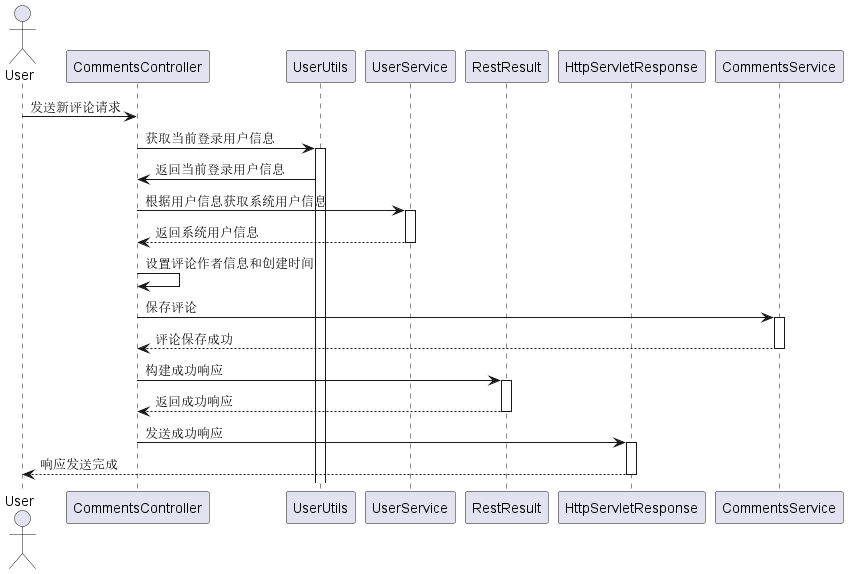 User
CommentsController
UserUtils
UserService
RestResult
HttpServletResponse
CommentsService
发送新评论请求
获取当前登录用户信息
返回当前登录用户信息
根据用户信息获取系统用户信息
返回系统用户信息
设置评论作者信息和创建时间
保存评论
评论保存成功
构建成功响应
返回成功响应
发送成功响应
响应发送完成
User
CommentsController
UserUtils
UserService
RestResult
HttpServletResponse
CommentsService